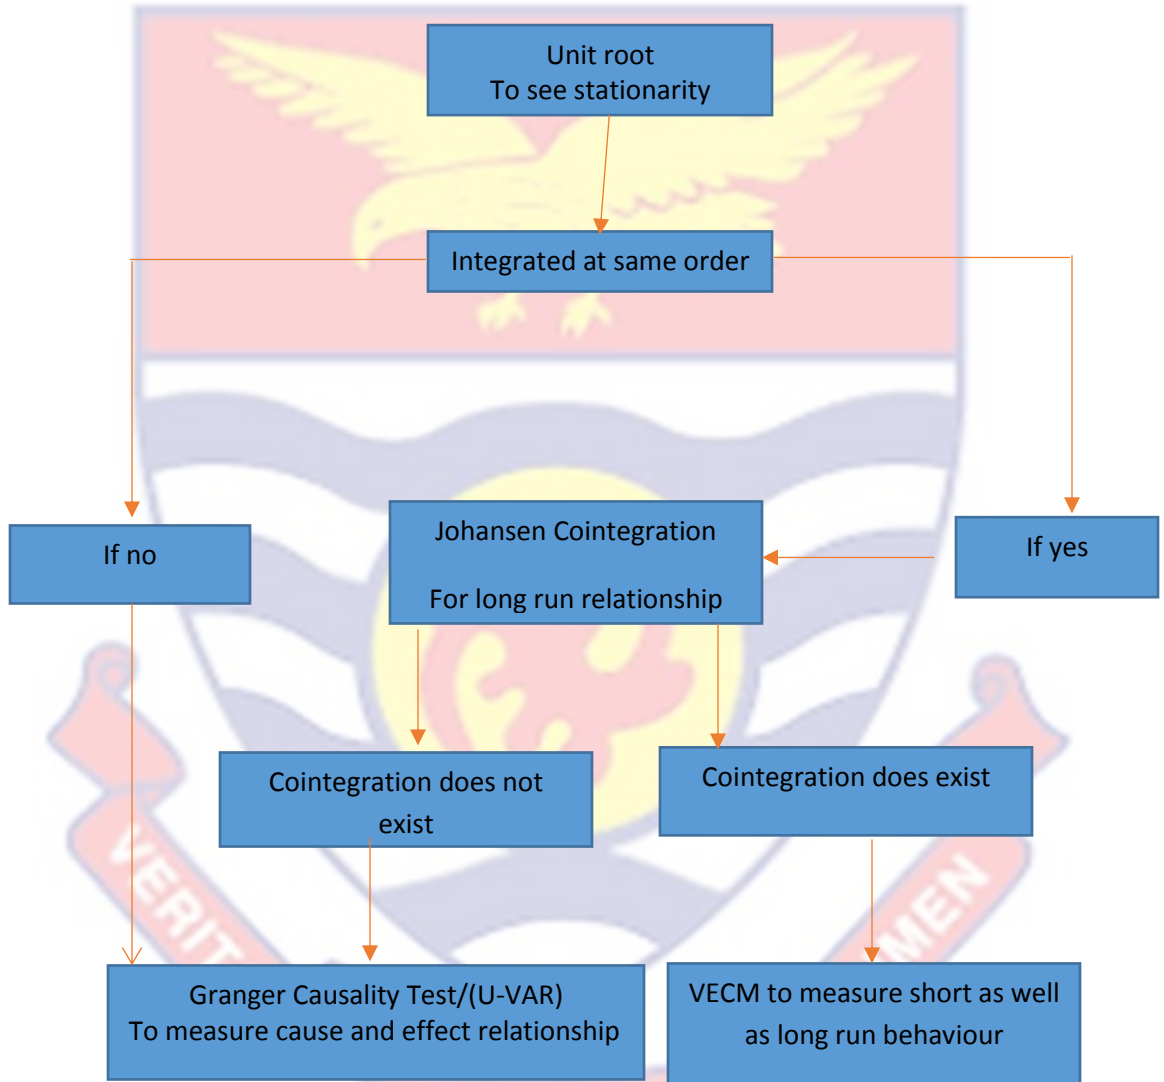 Unit root
To see stationarity
Integrated at same order
If no
Johansen Cointegration
For long run relationship
If yes
Cointegration does not
exist
Cointegration does exist
VERIT
UMEN
Granger Causality Test/(U-VAR)
To measure cause and effect relationship
VECM to measure short as well
as long run behaviour